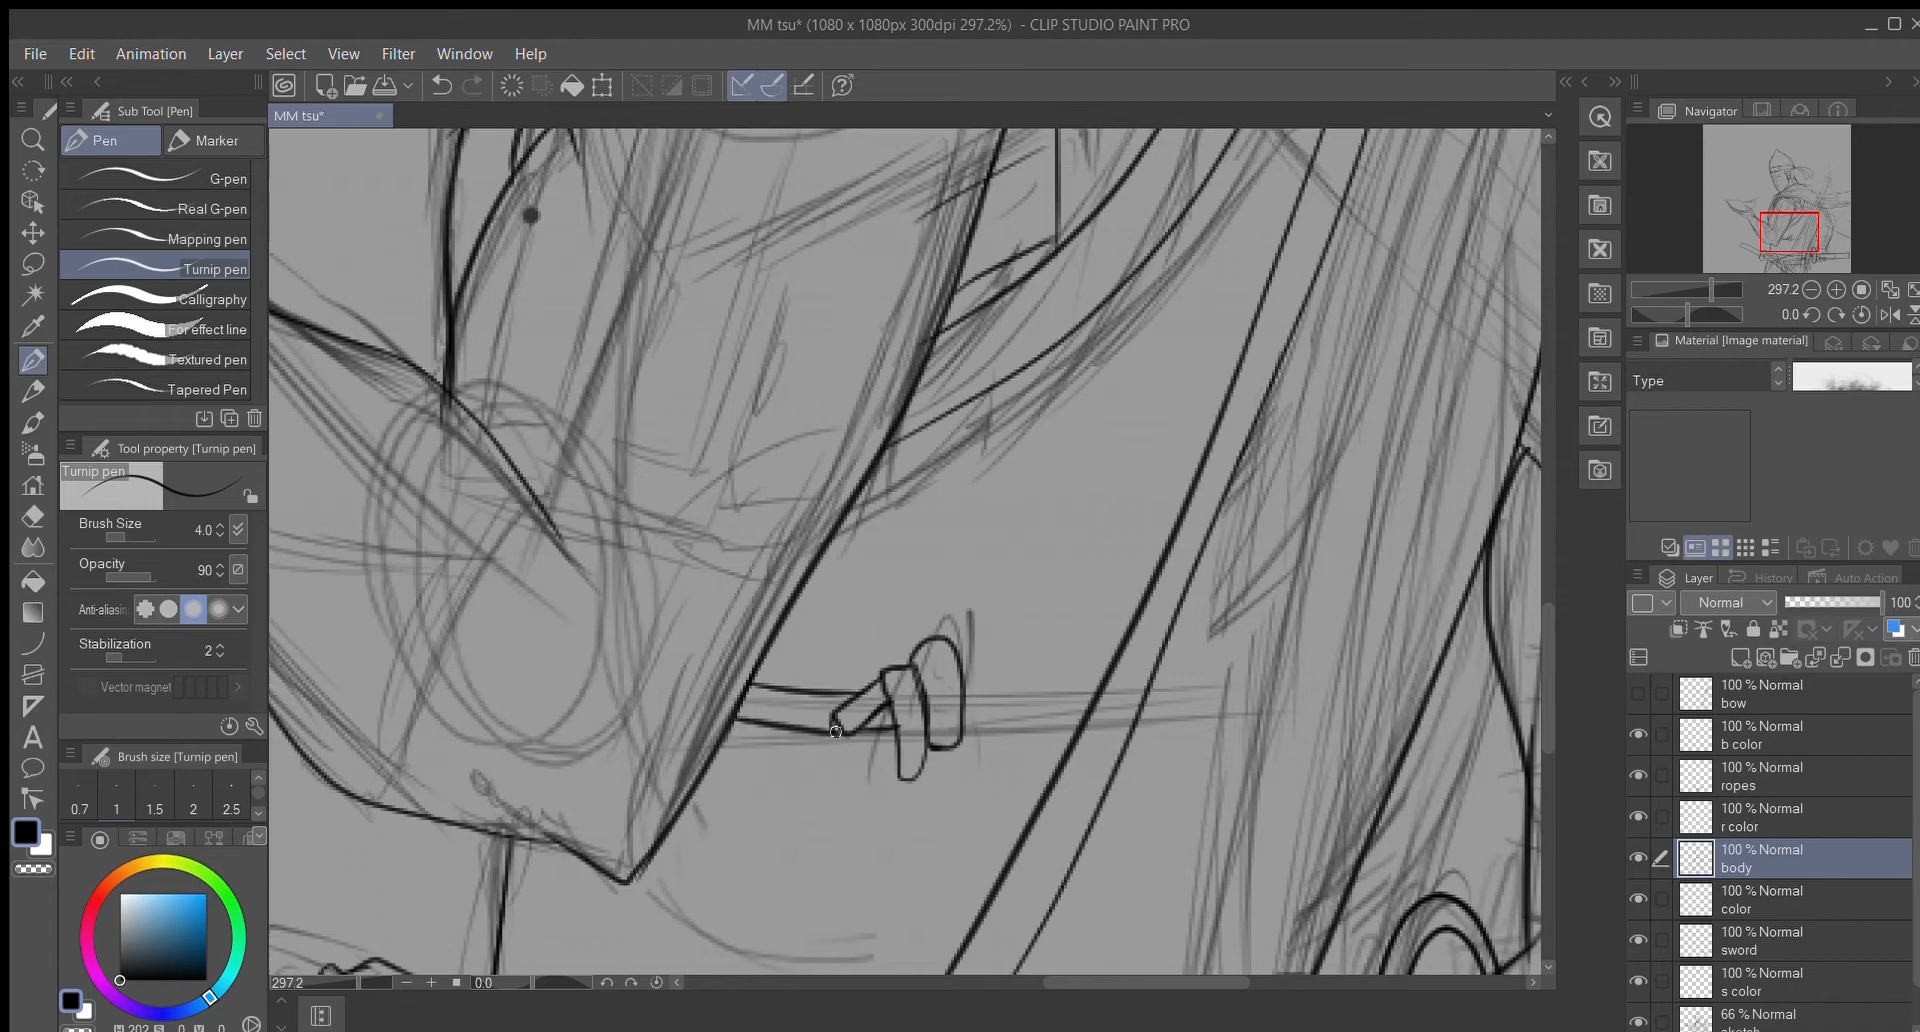 MM tsu* (1080 x 1080px 300dpi 297.2%) - CLIP STUDIO PAINT PRO
File Edit Animation Layer Select View Filter Window Help
Sub Tool [Pen]
Pen Marker
G-pen
Real G-pen
Mapping pen
Turnip pen
Calligraphy
For effect line
Textured pen
Tapered Pen
Tool property [Turnip pen]
Turnip pen
Brush Size 4.0
Opacity 90
Anti-aliasin
Stabilization 2
Vector magnet
Brush size [Turnip pen]
0.7 1 1.5 2 2.5
H 202 S 0 V 0
MM tsu*
297.2 0.0
Navigator
297.2
0.0
Material [Image material]
Type
Layer History Auto Action
Normal 100
100 % Normal
bow
100 % Normal
b color
100 % Normal
ropes
100 % Normal
r color
100 % Normal
body
100 % Normal
color
100 % Normal
sword
100 % Normal
s color
66 % Normal
sketch